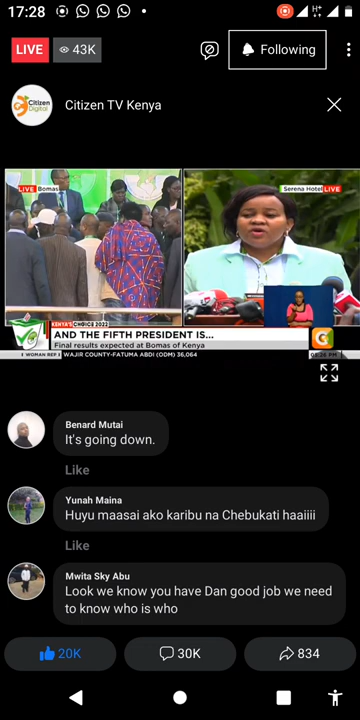 17:28
H+
LIVE
43K
Following
Citizen Digital
Citizen TV Kenya
LIVE Bomas
Serena Hotel LIVE
KENYA'S CHOICE 2022
AND THE FIFTH PRESIDENT IS...
Final results expected at Bomas of Kenya
WOMAN REP WAJIR COUNTY-FATUMA ABDI (ODM) 36,064
Benard Mutai
It's going down.
Like
Yunah Maina
Huyu maasai ako karibu na Chebukati haaiiii
Like
Mwita Sky Abu
Look we know you have Dan good job we need
to know who is who
20K
30K
834